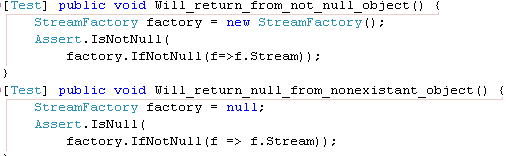 [Test] public void Will_return_from_not_null_object() {
StreamFactory factory = new StreamFactory();
Assert.IsNotNull(
factory.IfNotNull(f=>f.Stream));
}
[Test] public void Will_return_null_from_nonexistant_object() {
StreamFactory factory = null;
Assert.IsNull(
factory.IfNotNull(f => f.Stream));